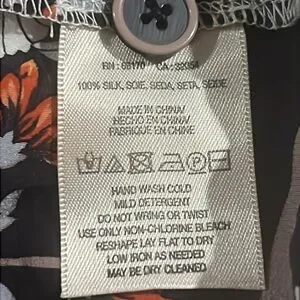 RN : 68170 CA : 32054
100% SILK, SOIE, SEDA, SETA, SEIDE
MADE IN CHINA/
HECHO EN CHINA/
FABRIQUE EN CHINE
HAND WASH COLD
MILD DETERGENT
DO NOT WRING OR TWIST
USE ONLY NON-CHLORINE BLEACH
RESHAPE LAY FLAT TO DRY
LOW IRON AS NEEDED
MAY BE DRY CLEANED